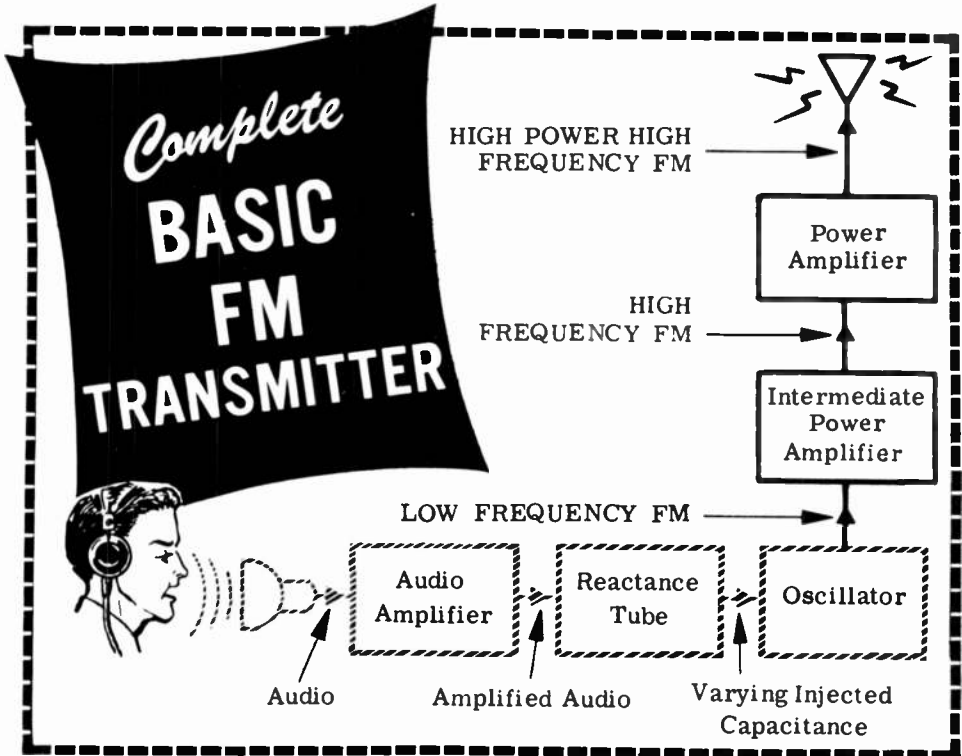 Complete
BASIC
FM
TRANSMITTER
HIGH POWER HIGH
FREQUENCY FM
Power
Amplifier
HIGH
FREQUENCY FM
Intermediate
Power
Amplifier
LOW FREQUENCY FM
Audio
Amplifier
Reactance
Tube
Oscillator
Audio
Amplified Audio
Varying Injected
Capacitance